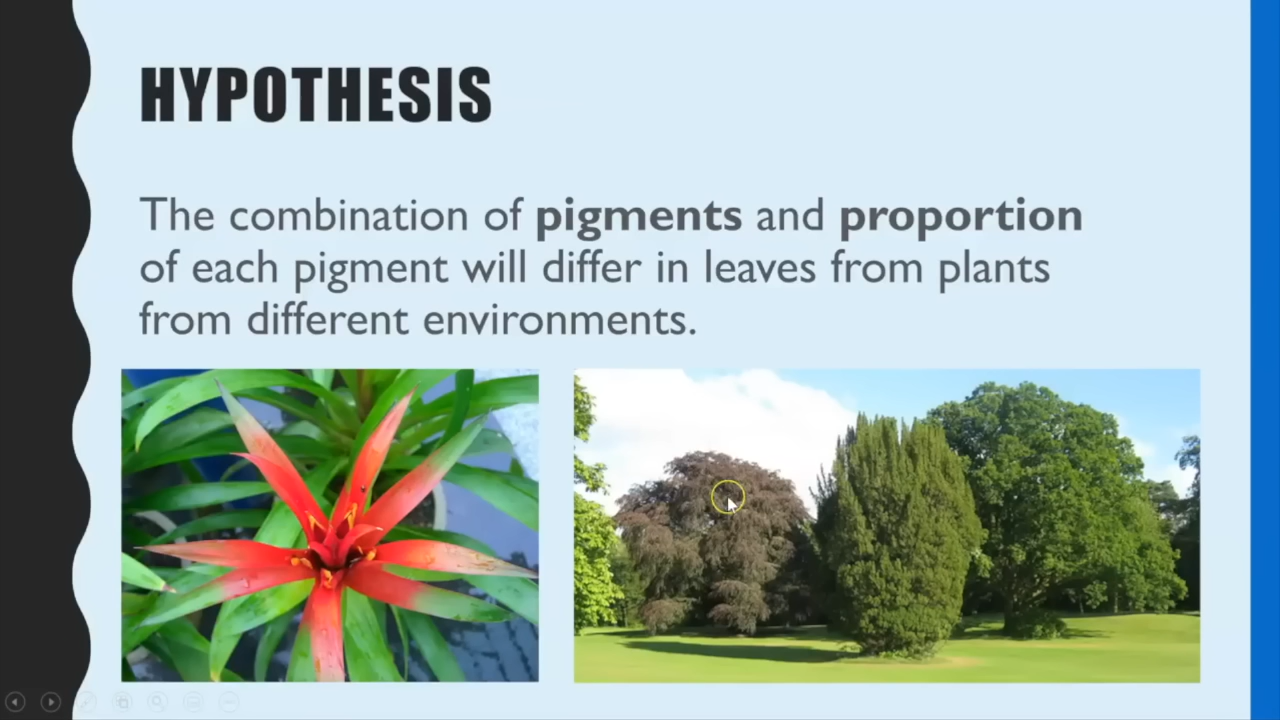 HYPOTHESIS
The combination of pigments and proportion
of each pigment will differ in leaves from plants
from different environments.